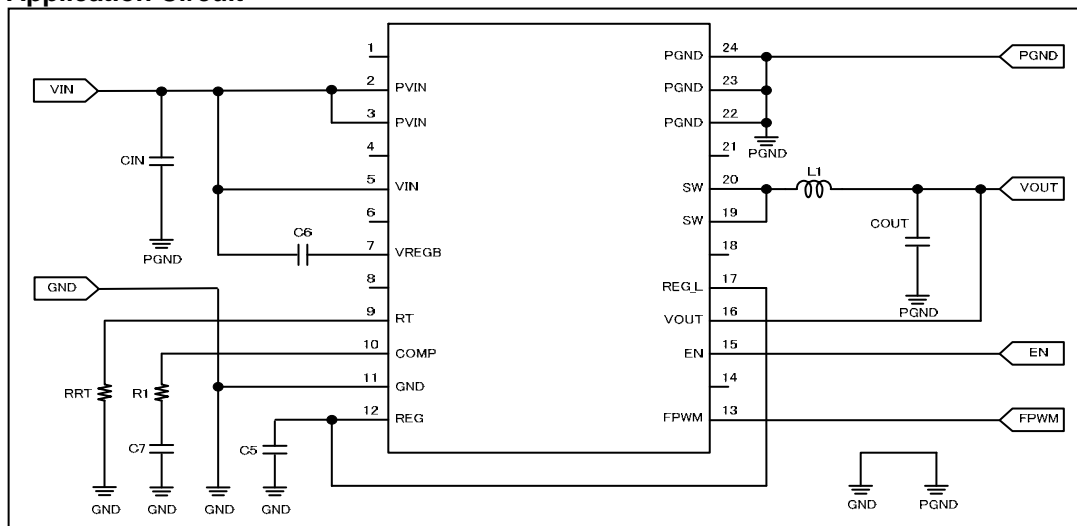 Application Circuit
1
24
PGND
PGND
VIN
2
PVIN
PGND
23
3
PVIN
PGND
22
4
21
PGND
CIN
L1
5
VIN
SW
20
VOUT
6
SW
19
COUT
C6
7
VREGB
18
PGND
GND
8
REG_L
17
PGND
9
RT
VOUT
16
10
COMP
EN
15
EN
RRT
R1
11
GND
14
12
REG
FPWM
13
FPWM
C7
C5
GND
GND
GND
GND
GND
PGND